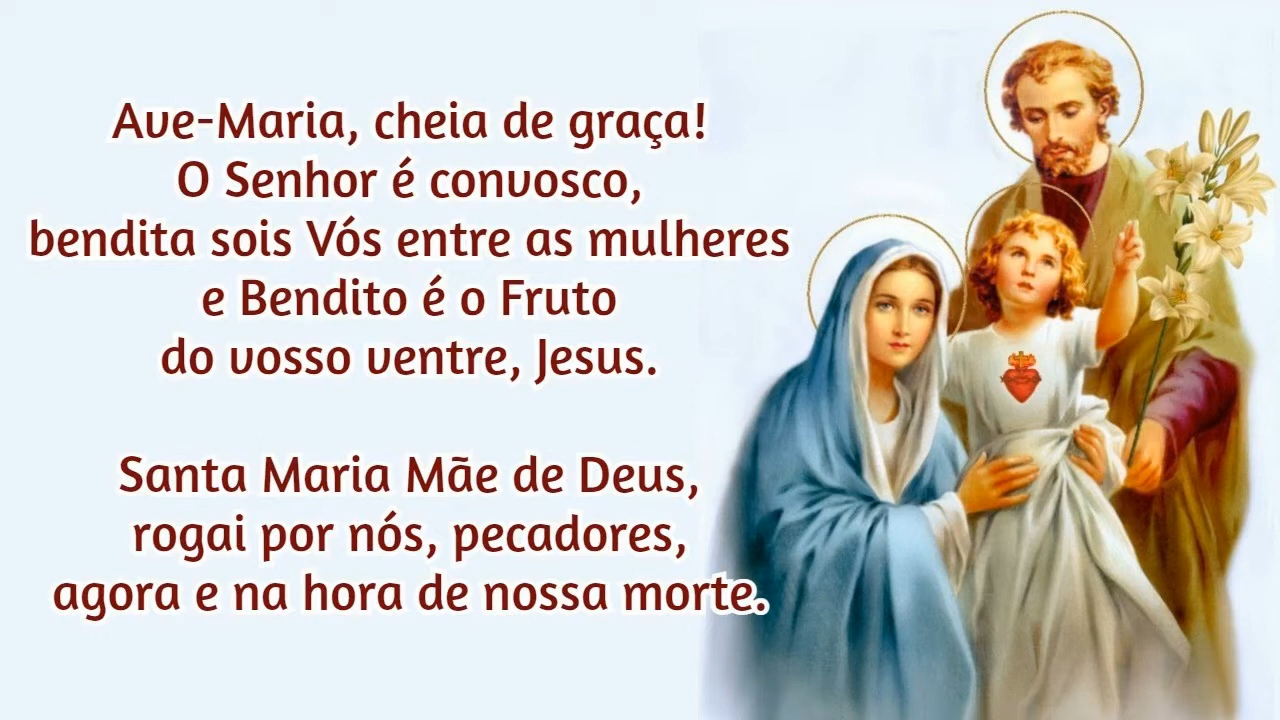 Ave-Maria, cheia de graça!
O Senhor é convosco,
bendita sois Vós entre as mulheres
e Bendito é o Fruto
do vosso ventre, Jesus.
Santa Maria Mãe de Deus,
rogai por nós, pecadores,
agora e na hora de nossa morte.